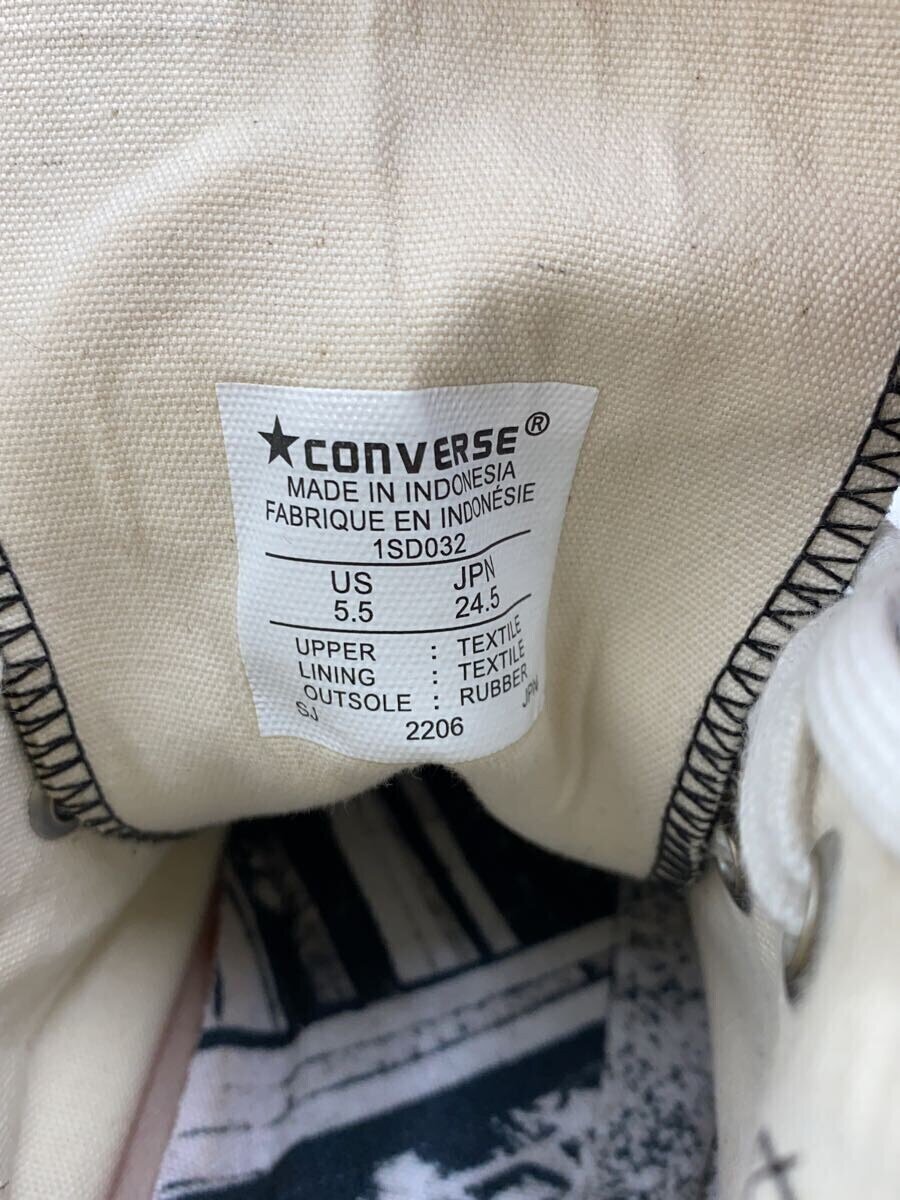 ★CONVERSE®
MADE IN INDONESIA
FABRIQUE EN INDONÉSIE
1SD032
US JPN
5.5 24.5
UPPER : TEXTILE
LINING : TEXTILE
OUTSOLE : RUBBER
SJ 2206 JPN